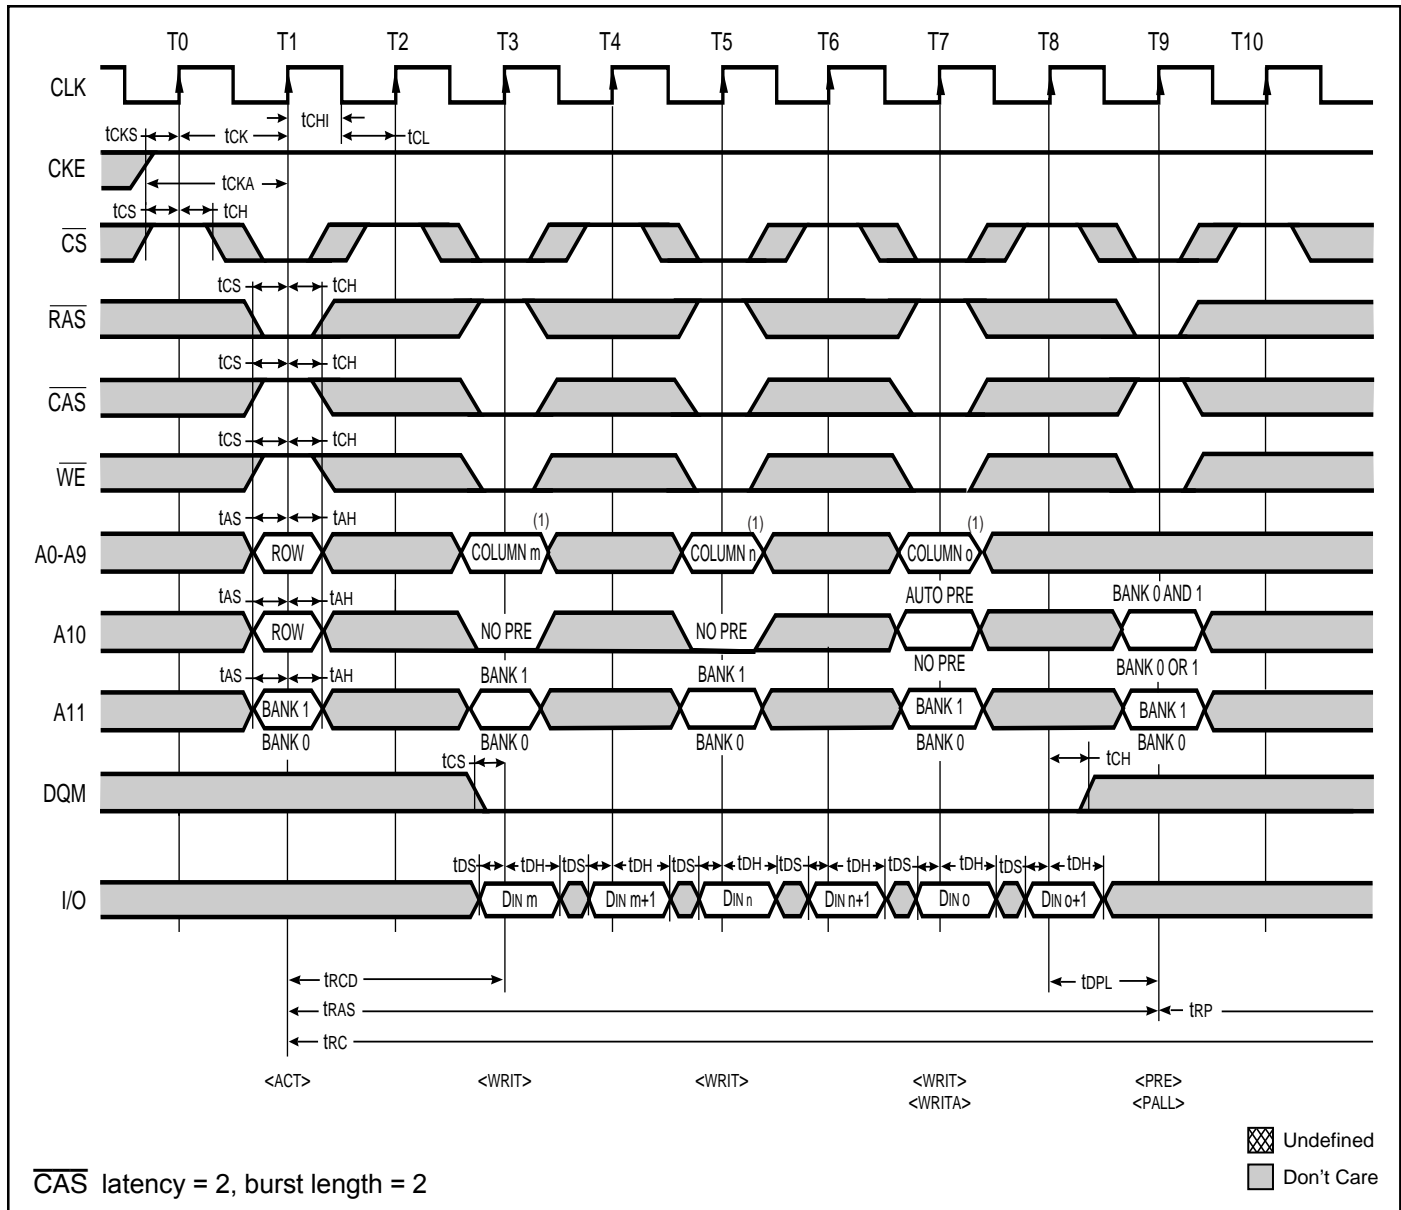 T0 T1 T2 T3 T4 T5 T6 T7 T8 T9 T10
CLK
tCHI
tCKS tCK tCL
CKE
tCKA
tCS tCH
CS
tCS tCH
RAS
tCS tCH
CAS
tCS tCH
WE
tAS tAH (1) (1) (1)
A0-A9 ROW COLUMN m COLUMN n COLUMN o
AUTO PRE BANK 0 AND 1
tAS tAH
A10 ROW NO PRE NO PRE
NO PRE BANK 0 OR 1
tAS tAH BANK 1 BANK 1
A11 BANK 1 BANK 1 BANK 1
BANK 0 BANK 0 BANK 0 BANK 0 BANK 0
tCS tCH
DQM
tDS tDH tDS tDH tDS tDH tDS tDH tDS tDH tDS tDH
I/O DIN m DIN m+1 DIN n DIN n+1 DIN o DIN o+1
tRCD tDPL
tRAS tRP
tRC
<ACT> <WRIT> <WRIT> <WRIT> <PRE>
<WRITA> <PALL>
Undefined
Don't Care
CAS latency = 2, burst length = 2